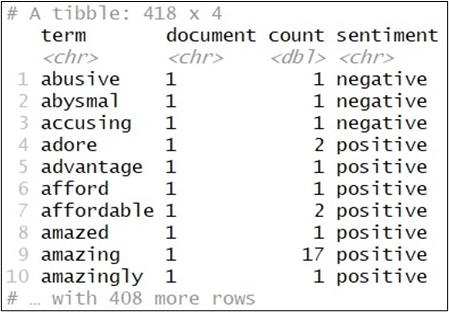 # A tibble: 418 x 4
term document count sentiment
<chr> <chr> <dbl> <chr>
1 abusive 1 1 negative
2 abysmal 1 1 negative
3 accusing 1 1 negative
4 adore 1 2 positive
5 advantage 1 1 positive
6 afford 1 1 positive
7 affordable 1 2 positive
8 amazed 1 1 positive
9 amazing 1 17 positive
10 amazingly 1 1 positive
# … with 408 more rows